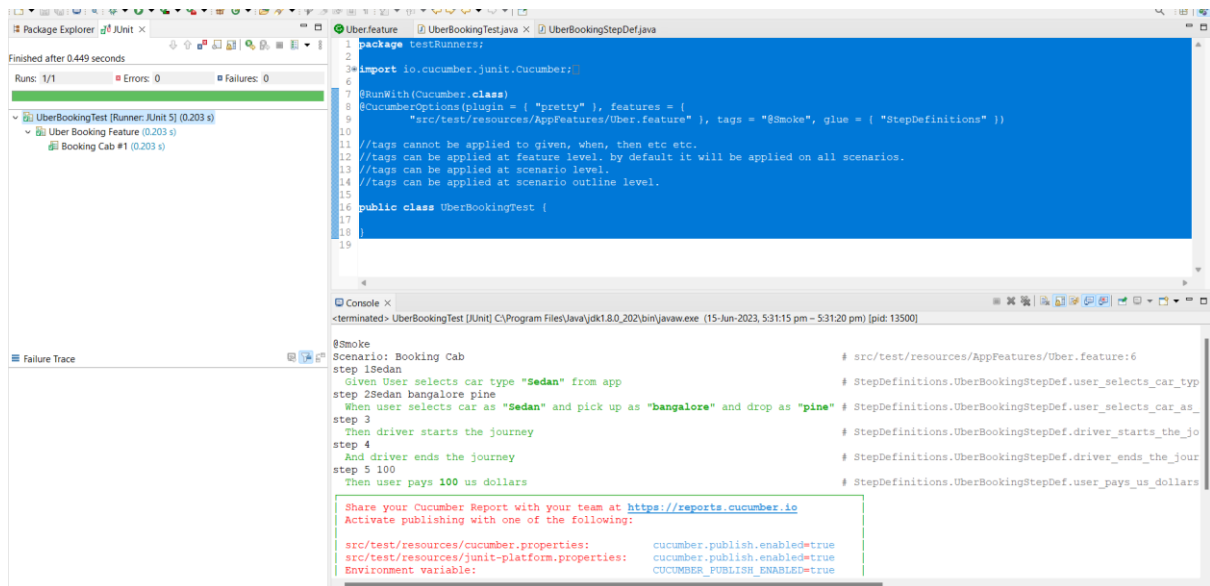 Package Explorer JUnit
Finished after 0.449 seconds
Runs: 1/1 Errors: 0 Failures: 0
UberBookingTest [Runner: JUnit 5] (0.203 s)
Uber Booking Feature (0.203 s)
Booking Cab #1 (0.203 s)
Failure Trace
Uber.feature UberBookingTest.java UberBookingStepDef.java
1 package testRunners;
2
3 import io.cucumber.junit.Cucumber;
6
7 @RunWith(Cucumber.class)
8 @CucumberOptions(plugin = { "pretty" }, features = {
9 "src/test/resources/AppFeatures/Uber.feature" }, tags = "@Smoke", glue = { "StepDefinitions" })
10
11 //tags cannot be applied to given, when, then etc etc.
12 //tags can be applied at feature level. by default it will be applied on all scenarios.
13 //tags can be applied at scenario level.
14 //tags can be applied at scenario outline level.
15
16 public class UberBookingTest {
17
18 }
19
Console
<terminated> UberBookingTest [JUnit] C:\Program Files\Java\jdk1.8.0_202\bin\javaw.exe (15-Jun-2023, 5:31:15 pm – 5:31:20 pm) [pid: 13500]
@Smoke
Scenario: Booking Cab # src/test/resources/AppFeatures/Uber.feature:6
step 1Sedan
Given User selects car type "Sedan" from app # StepDefinitions.UberBookingStepDef.user_selects_car_typ
step 2Sedan bangalore pine
When user selects car as "Sedan" and pick up as "bangalore" and drop as "pine" # StepDefinitions.UberBookingStepDef.user_selects_car_as_
step 3
Then driver starts the journey # StepDefinitions.UberBookingStepDef.driver_starts_the_jo
step 4
And driver ends the journey # StepDefinitions.UberBookingStepDef.driver_ends_the_jour
step 5 100
Then user pays 100 us dollars # StepDefinitions.UberBookingStepDef.user_pays_us_dollars
Share your Cucumber Report with your team at https://reports.cucumber.io
Activate publishing with one of the following:
src/test/resources/cucumber.properties: cucumber.publish.enabled=true
src/test/resources/junit-platform.properties: cucumber.publish.enabled=true
Environment variable: CUCUMBER_PUBLISH_ENABLED=true